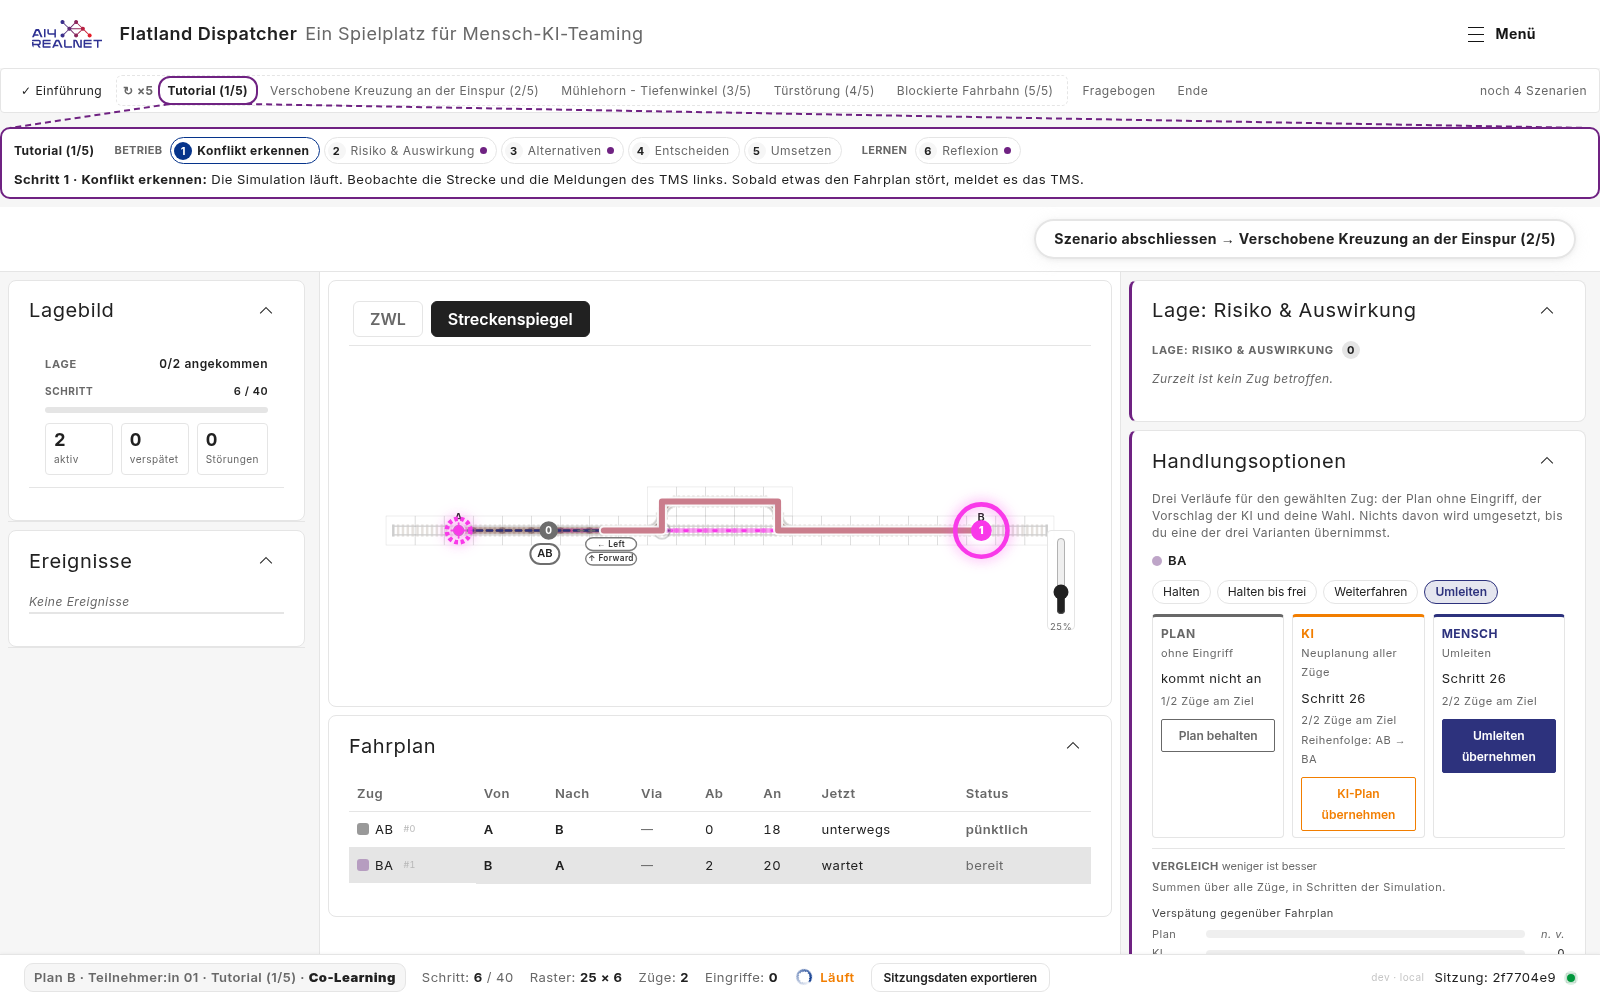 AI4 REALNET
Flatland Dispatcher Ein Spielplatz für Mensch-KI-Teaming
Menü
✓ Einführung ↻ ×5 Tutorial (1/5) Verschobene Kreuzung an der Einspur (2/5) Mühlehorn - Tiefenwinkel (3/5) Türstörung (4/5) Blockierte Fahrbahn (5/5) Fragebogen Ende noch 4 Szenarien
Tutorial (1/5) BETRIEB 1 Konflikt erkennen 2 Risiko & Auswirkung 3 Alternativen 4 Entscheiden 5 Umsetzen LERNEN 6 Reflexion
Schritt 1 · Konflikt erkennen: Die Simulation läuft. Beobachte die Strecke und die Meldungen des TMS links. Sobald etwas den Fahrplan stört, meldet es das TMS.
Szenario abschliessen → Verschobene Kreuzung an der Einspur (2/5)
Lagebild
LAGE 0/2 angekommen
SCHRITT 6 / 40
2 0 0
aktiv verspätet Störungen
Ereignisse
Keine Ereignisse
ZWL Streckenspiegel
A B
0 1
AB
← Left
↑ Forward
25%
Fahrplan
Zug Von Nach Via Ab An Jetzt Status
AB #0 A B — 0 18 unterwegs pünktlich
BA #1 B A — 2 20 wartet bereit
Lage: Risiko & Auswirkung
LAGE: RISIKO & AUSWIRKUNG 0
Zurzeit ist kein Zug betroffen.
Handlungsoptionen
Drei Verläufe für den gewählten Zug: der Plan ohne Eingriff, der
Vorschlag der KI und deine Wahl. Nichts davon wird umgesetzt, bis
du eine der drei Varianten übernimmst.
BA
Halten Halten bis frei Weiterfahren Umleiten
PLAN
ohne Eingriff
kommt nicht an
1/2 Züge am Ziel
Plan behalten
KI
Neuplanung aller
Züge
Schritt 26
2/2 Züge am Ziel
Reihenfolge: AB →
BA
KI-Plan
übernehmen
MENSCH
Umleiten
Schritt 26
2/2 Züge am Ziel
Umleiten
übernehmen
VERGLEICH weniger ist besser
Summen über alle Züge, in Schritten der Simulation.
Verspätung gegenüber Fahrplan
Plan n. v.
KI 0
Plan B · Teilnehmer:in 01 · Tutorial (1/5) · Co-Learning Schritt: 6 / 40 Raster: 25 × 6 Züge: 2 Eingriffe: 0 Läuft Sitzungsdaten exportieren dev · local Sitzung: 2f7704e9